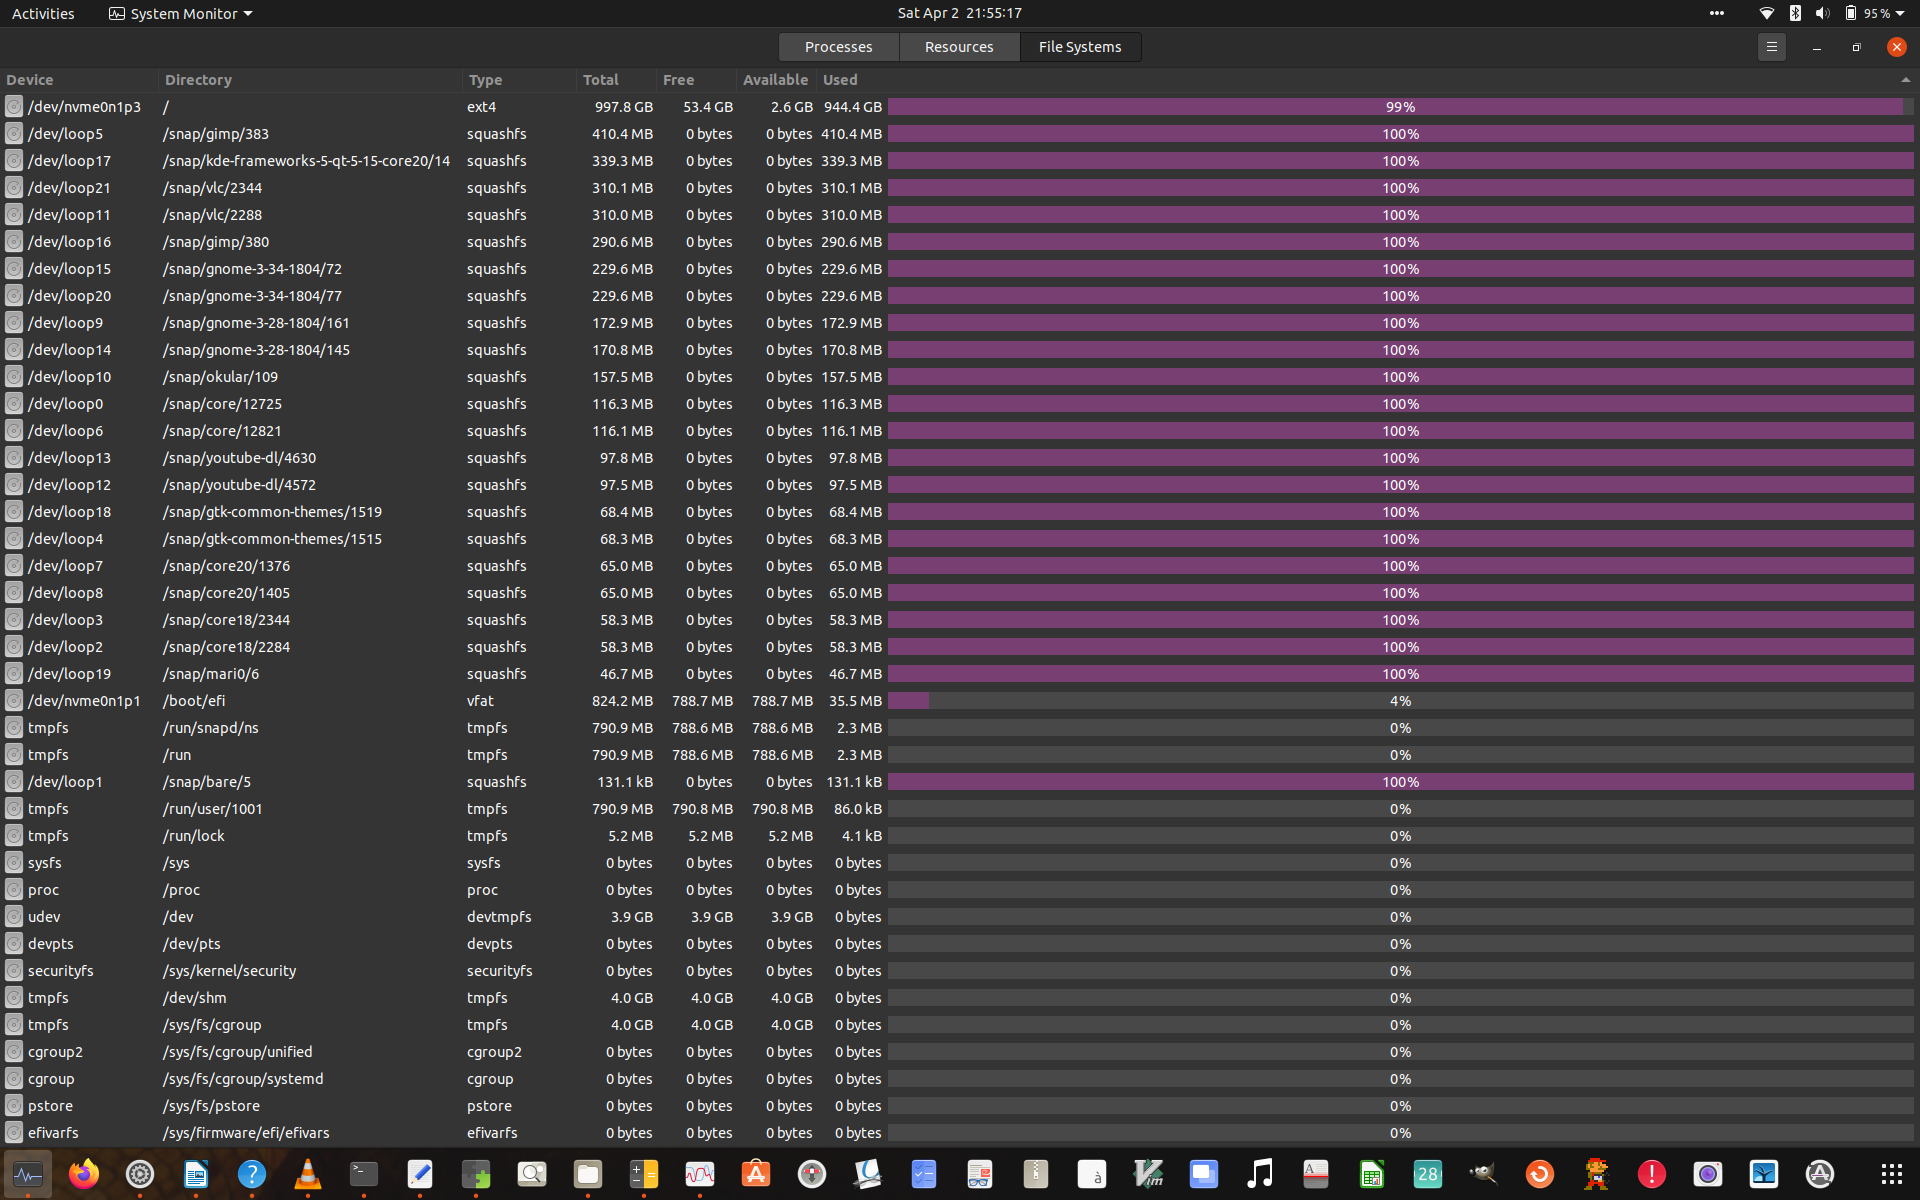 Activities System Monitor Sat Apr 2 21:55:17 95%
Processes Resources File Systems
Device Directory Type Total Free Available Used
/dev/nvme0n1p3 / ext4 997.8 GB 53.4 GB 2.6 GB 944.4 GB 99%
/dev/loop5 /snap/gimp/383 squashfs 410.4 MB 0 bytes 0 bytes 410.4 MB 100%
/dev/loop17 /snap/kde-frameworks-5-qt-5-15-core20/14 squashfs 339.3 MB 0 bytes 0 bytes 339.3 MB 100%
/dev/loop21 /snap/vlc/2344 squashfs 310.1 MB 0 bytes 0 bytes 310.1 MB 100%
/dev/loop11 /snap/vlc/2288 squashfs 310.0 MB 0 bytes 0 bytes 310.0 MB 100%
/dev/loop16 /snap/gimp/380 squashfs 290.6 MB 0 bytes 0 bytes 290.6 MB 100%
/dev/loop15 /snap/gnome-3-34-1804/72 squashfs 229.6 MB 0 bytes 0 bytes 229.6 MB 100%
/dev/loop20 /snap/gnome-3-34-1804/77 squashfs 229.6 MB 0 bytes 0 bytes 229.6 MB 100%
/dev/loop9 /snap/gnome-3-28-1804/161 squashfs 172.9 MB 0 bytes 0 bytes 172.9 MB 100%
/dev/loop14 /snap/gnome-3-28-1804/145 squashfs 170.8 MB 0 bytes 0 bytes 170.8 MB 100%
/dev/loop10 /snap/okular/109 squashfs 157.5 MB 0 bytes 0 bytes 157.5 MB 100%
/dev/loop0 /snap/core/12725 squashfs 116.3 MB 0 bytes 0 bytes 116.3 MB 100%
/dev/loop6 /snap/core/12821 squashfs 116.1 MB 0 bytes 0 bytes 116.1 MB 100%
/dev/loop13 /snap/youtube-dl/4630 squashfs 97.8 MB 0 bytes 0 bytes 97.8 MB 100%
/dev/loop12 /snap/youtube-dl/4572 squashfs 97.5 MB 0 bytes 0 bytes 97.5 MB 100%
/dev/loop18 /snap/gtk-common-themes/1519 squashfs 68.4 MB 0 bytes 0 bytes 68.4 MB 100%
/dev/loop4 /snap/gtk-common-themes/1515 squashfs 68.3 MB 0 bytes 0 bytes 68.3 MB 100%
/dev/loop7 /snap/core20/1376 squashfs 65.0 MB 0 bytes 0 bytes 65.0 MB 100%
/dev/loop8 /snap/core20/1405 squashfs 65.0 MB 0 bytes 0 bytes 65.0 MB 100%
/dev/loop3 /snap/core18/2344 squashfs 58.3 MB 0 bytes 0 bytes 58.3 MB 100%
/dev/loop2 /snap/core18/2284 squashfs 58.3 MB 0 bytes 0 bytes 58.3 MB 100%
/dev/loop19 /snap/mari0/6 squashfs 46.7 MB 0 bytes 0 bytes 46.7 MB 100%
/dev/nvme0n1p1 /boot/efi vfat 824.2 MB 788.7 MB 788.7 MB 35.5 MB 4%
tmpfs /run/snapd/ns tmpfs 790.9 MB 788.6 MB 788.6 MB 2.3 MB 0%
tmpfs /run tmpfs 790.9 MB 788.6 MB 788.6 MB 2.3 MB 0%
/dev/loop1 /snap/bare/5 squashfs 131.1 kB 0 bytes 0 bytes 131.1 kB 100%
tmpfs /run/user/1001 tmpfs 790.9 MB 790.8 MB 790.8 MB 86.0 kB 0%
tmpfs /run/lock tmpfs 5.2 MB 5.2 MB 5.2 MB 4.1 kB 0%
sysfs /sys sysfs 0 bytes 0 bytes 0 bytes 0 bytes 0%
proc /proc proc 0 bytes 0 bytes 0 bytes 0 bytes 0%
udev /dev devtmpfs 3.9 GB 3.9 GB 3.9 GB 0 bytes 0%
devpts /dev/pts devpts 0 bytes 0 bytes 0 bytes 0 bytes 0%
securityfs /sys/kernel/security securityfs 0 bytes 0 bytes 0 bytes 0 bytes 0%
tmpfs /dev/shm tmpfs 4.0 GB 4.0 GB 4.0 GB 0 bytes 0%
tmpfs /sys/fs/cgroup tmpfs 4.0 GB 4.0 GB 4.0 GB 0 bytes 0%
cgroup2 /sys/fs/cgroup/unified cgroup2 0 bytes 0 bytes 0 bytes 0 bytes 0%
cgroup /sys/fs/cgroup/systemd cgroup 0 bytes 0 bytes 0 bytes 0 bytes 0%
pstore /sys/fs/pstore pstore 0 bytes 0 bytes 0 bytes 0 bytes 0%
efivarfs /sys/firmware/efi/efivars efivarfs 0 bytes 0 bytes 0 bytes 0 bytes 0%
? >_ à Vim A 28 !